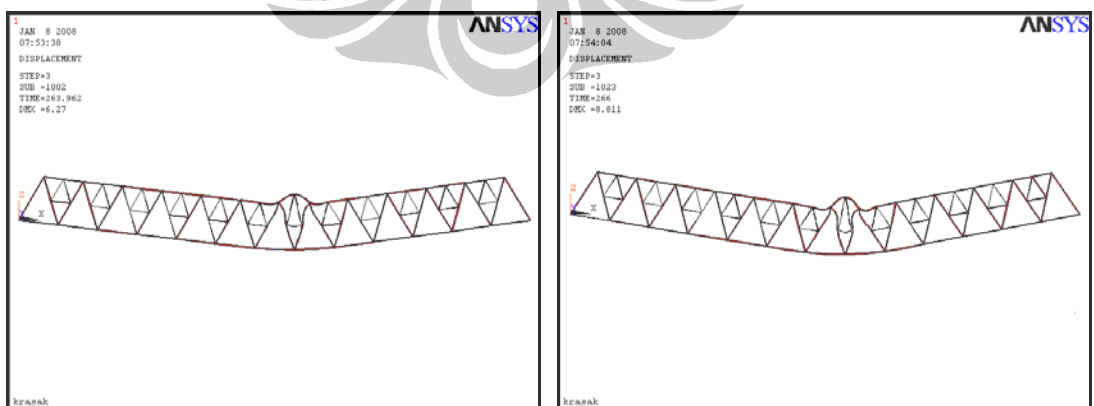 1
JAN 8 2008
07:53:38
DISPLACEMENT
STEP=3
SUB =1002
TIME=263.962
DMX =6.27
ANSYS
Z
X
krasak
1
JAN 8 2008
07:54:04
DISPLACEMENT
STEP=3
SUB =1023
TIME=266
DMX =8.811
ANSYS
Z
X
krasak